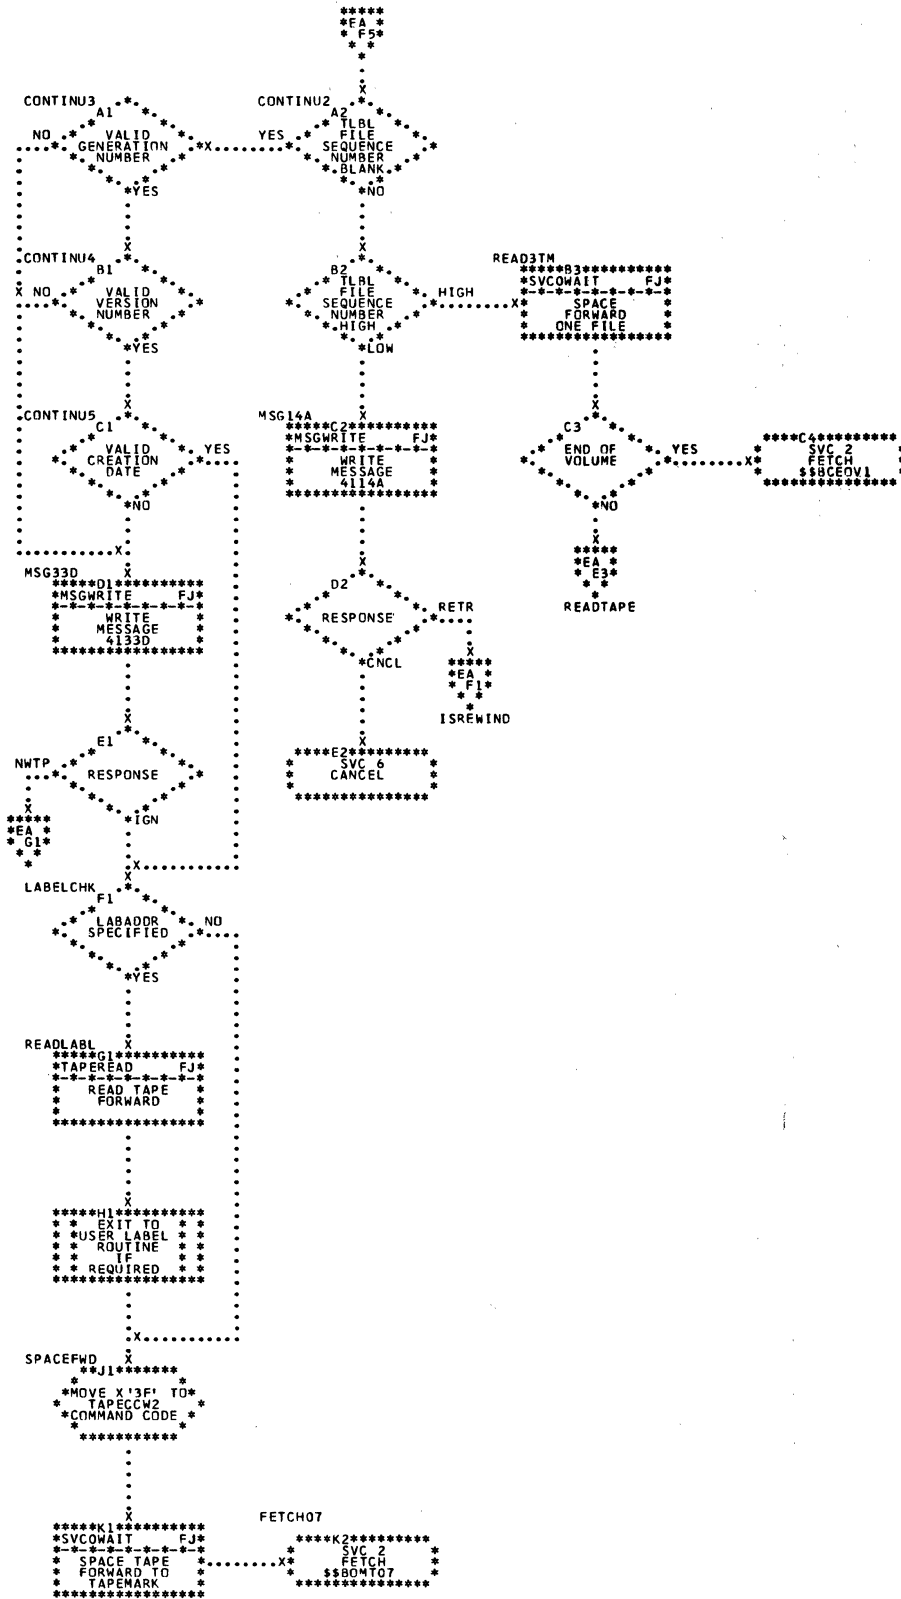 EA
F5
CONTINU3
A1
NO
VALID
GENERATION
NUMBER
YES
CONTINU2
A2
YES
TLBL
FILE
SEQUENCE
NUMBER
BLANK
NO
CONTINU4
B1
NO
VALID
VERSION
NUMBER
YES
B2
TLBL
FILE
SEQUENCE
NUMBER
HIGH
HIGH
LOW
READ3TM
B3
SVCOWAIT FJ
SPACE
FORWARD
ONE FILE
CONTINU5
C1
VALID
CREATION
DATE
YES
NO
MSG14A
C2
MSGWRITE FJ
WRITE
MESSAGE
4114A
C3
END OF
VOLUME
YES
NO
C4
SVC 2
FETCH
$$BCEOV1
EA
E3
READTAPE
MSG33D
D1
MSGWRITE FJ
WRITE
MESSAGE
4133D
D2
RESPONSE
RETR
CNCL
EA
F1
ISREWIND
E1
NWTP
RESPONSE
IGN
E2
SVC 6
CANCEL
EA
G1
LABELCHK
F1
LABADDR
SPECIFIED
NO
YES
READLABL
G1
TAPEREAD FJ
READ TAPE
FORWARD
H1
EXIT TO
USER LABEL
ROUTINE
IF
REQUIRED
SPACEFWD
J1
MOVE X'3F' TO
TAPECCW2
COMMAND CODE
K1
SVCOWAIT FJ
SPACE TAPE
FORWARD TO
TAPEMARK
FETCH07
K2
SVC 2
FETCH
$$BOMT07